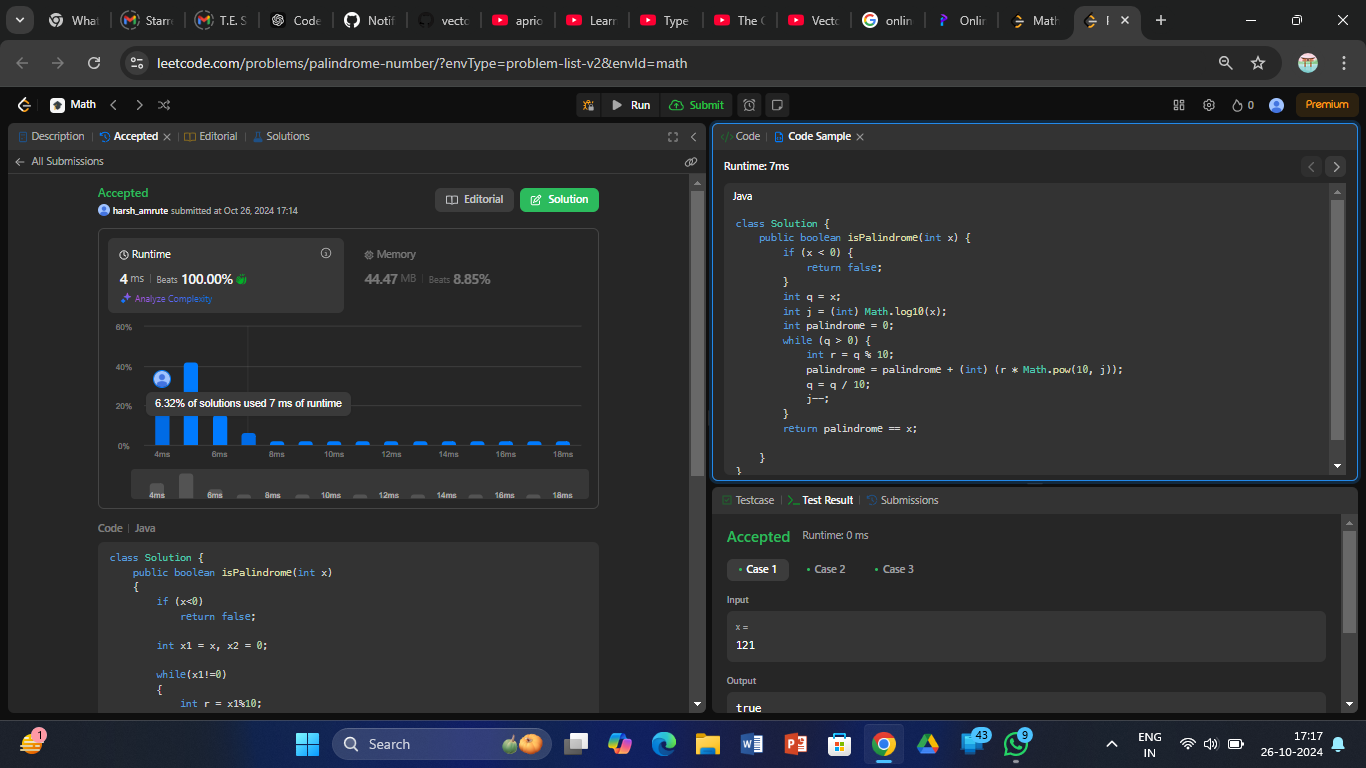 What
Starre
T.E. S
Code
Notif
vecto
aprio
Learn
Type
The C
Vecto
onlin
Onlin
Math
leetcode.com/problems/palindrome-number/?envType=problem-list-v2&envId=math
Math
Run
Submit
0
Premium
Description
Accepted
Editorial
Solutions
All Submissions
Accepted
harsh_amrute submitted at Oct 26, 2024 17:14
Editorial
Solution
Runtime
4 ms | Beats 100.00%
Analyze Complexity
Memory
44.47 MB | Beats 8.85%
60%
40%
20%
0%
6.32% of solutions used 7 ms of runtime
4ms 6ms 8ms 10ms 12ms 14ms 16ms 18ms
4ms 6ms 8ms 10ms 12ms 14ms 16ms 18ms
Code | Java
class Solution {
public boolean isPalindrome(int x)
{
if (x<0)
return false;
int x1 = x, x2 = 0;
while(x1!=0)
{
int r = x1%10;
Code
Code Sample
Runtime: 7ms
Java
class Solution {
public boolean isPalindrome(int x) {
if (x < 0) {
return false;
}
int q = x;
int j = (int) Math.log10(x);
int palindrome = 0;
while (q > 0) {
int r = q % 10;
palindrome = palindrome + (int) (r * Math.pow(10, j));
q = q / 10;
j--;
}
return palindrome == x;
}
}
Testcase
Test Result
Submissions
Accepted Runtime: 0 ms
Case 1
Case 2
Case 3
Input
x =
121
Output
true
1
Search
43
9
ENG
IN
17:17
26-10-2024